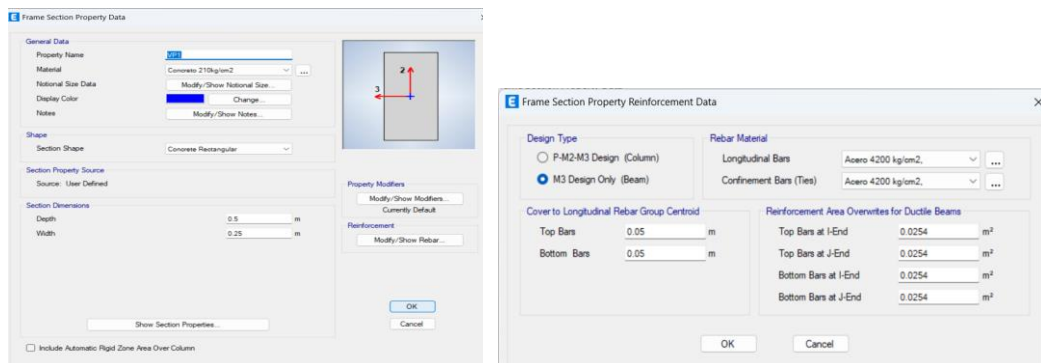 E Frame Section Property Data
General Data
Property Name VP1
Material Concreto 210kg/cm2 ...
Notional Size Data Modify/Show Notional Size...
Display Color Change...
Notes Modify/Show Notes...
Shape
Section Shape Concrete Rectangular
Section Property Source
Source: User Defined
Section Dimensions
Depth 0.5 m
Width 0.25 m
Show Section Properties...
Include Automatic Rigid Zone Area Over Column
2
3
Property Modifiers
Modify/Show Modifiers...
Currently Default
Reinforcement
Modify/Show Rebar...
OK
Cancel
E Frame Section Property Reinforcement Data
Design Type
P-M2-M3 Design (Column)
M3 Design Only (Beam)
Rebar Material
Longitudinal Bars Acero 4200 kg/cm2, ...
Confinement Bars (Ties) Acero 4200 kg/cm2, ...
Cover to Longitudinal Rebar Group Centroid
Top Bars 0.05 m
Bottom Bars 0.05 m
Reinforcement Area Overwrites for Ductile Beams
Top Bars at I-End 0.0254 m²
Top Bars at J-End 0.0254 m²
Bottom Bars at I-End 0.0254 m²
Bottom Bars at J-End 0.0254 m²
OK Cancel